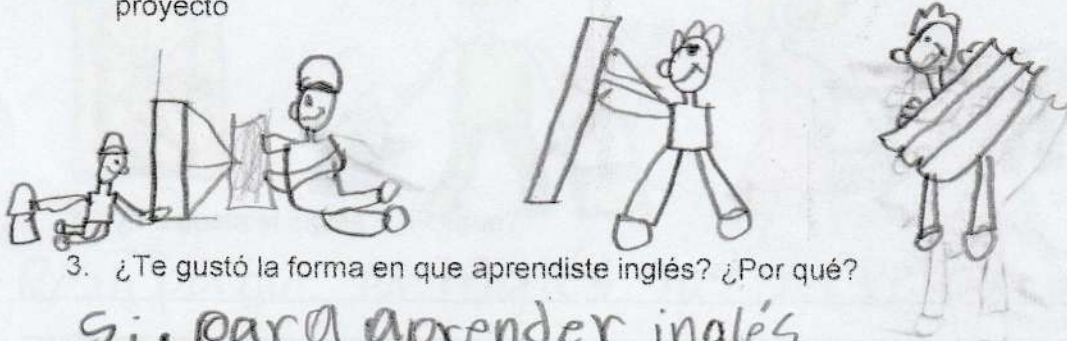 proyecto
3. ¿Te gustó la forma en que aprendiste inglés? ¿Por qué?
Si. para aprender inglés